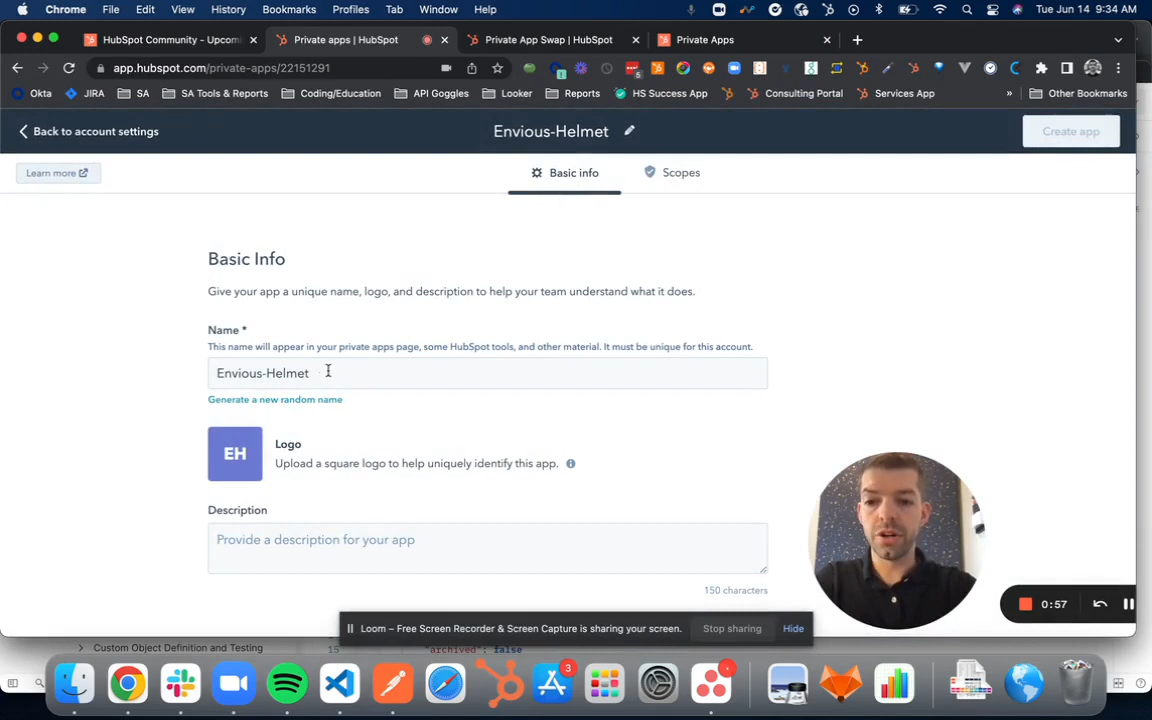 Chrome File Edit View History Bookmarks Profiles Tab Window Help Tue Jun 14 9:34 AM
HubSpot Community - Upcomi Private apps | HubSpot Private App Swap | HubSpot Private Apps
app.hubspot.com/private-apps/22151291
Okta JIRA SA SA Tools & Reports Coding/Education API Goggles Looker Reports HS Success App Consulting Portal Services App » Other Bookmarks
Back to account settings Envious-Helmet Create app
Learn more Basic info Scopes
Basic Info
Give your app a unique name, logo, and description to help your team understand what it does.
Name *
This name will appear in your private apps page, some HubSpot tools, and other material. It must be unique for this account.
Envious-Helmet
Generate a new random name
EH
Logo
Upload a square logo to help uniquely identify this app.
Description
Provide a description for your app
150 characters
0:57
Loom – Free Screen Recorder & Screen Capture is sharing your screen. Stop sharing Hide
Custom Object Definition and Testing 15 "archived": false
3